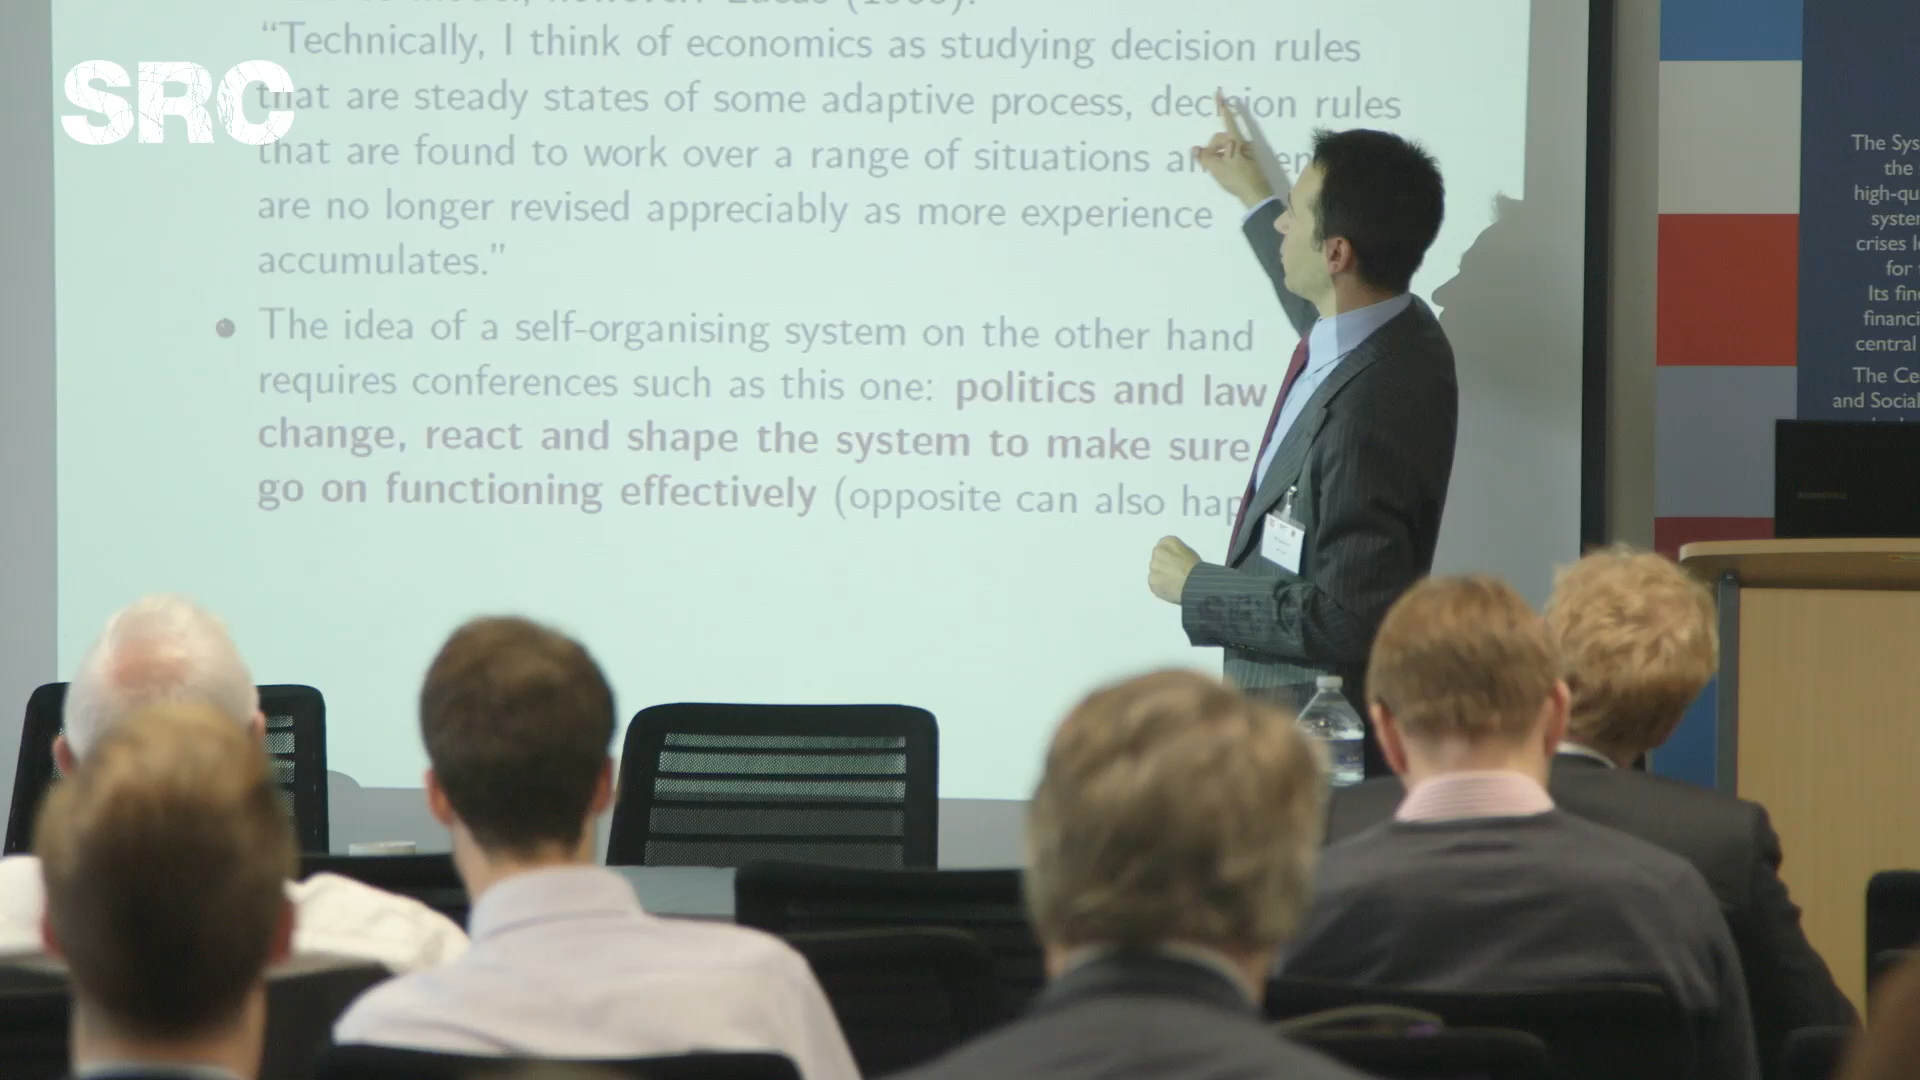 "Technically, I think of economics as studying decision rules
SRC
that are steady states of some adaptive process, decision rules
that are found to work over a range of situations
are no longer revised appreciably as more experience
accumulates."
The idea of a self-organising system on the other hand
requires conferences such as this one: politics and law
change, react and shape the system to make sure
go on functioning effectively (opposite can also
The Sys
the
high-qu
syster
crises l
for
Its fin
financi
central
The Ce
and Social